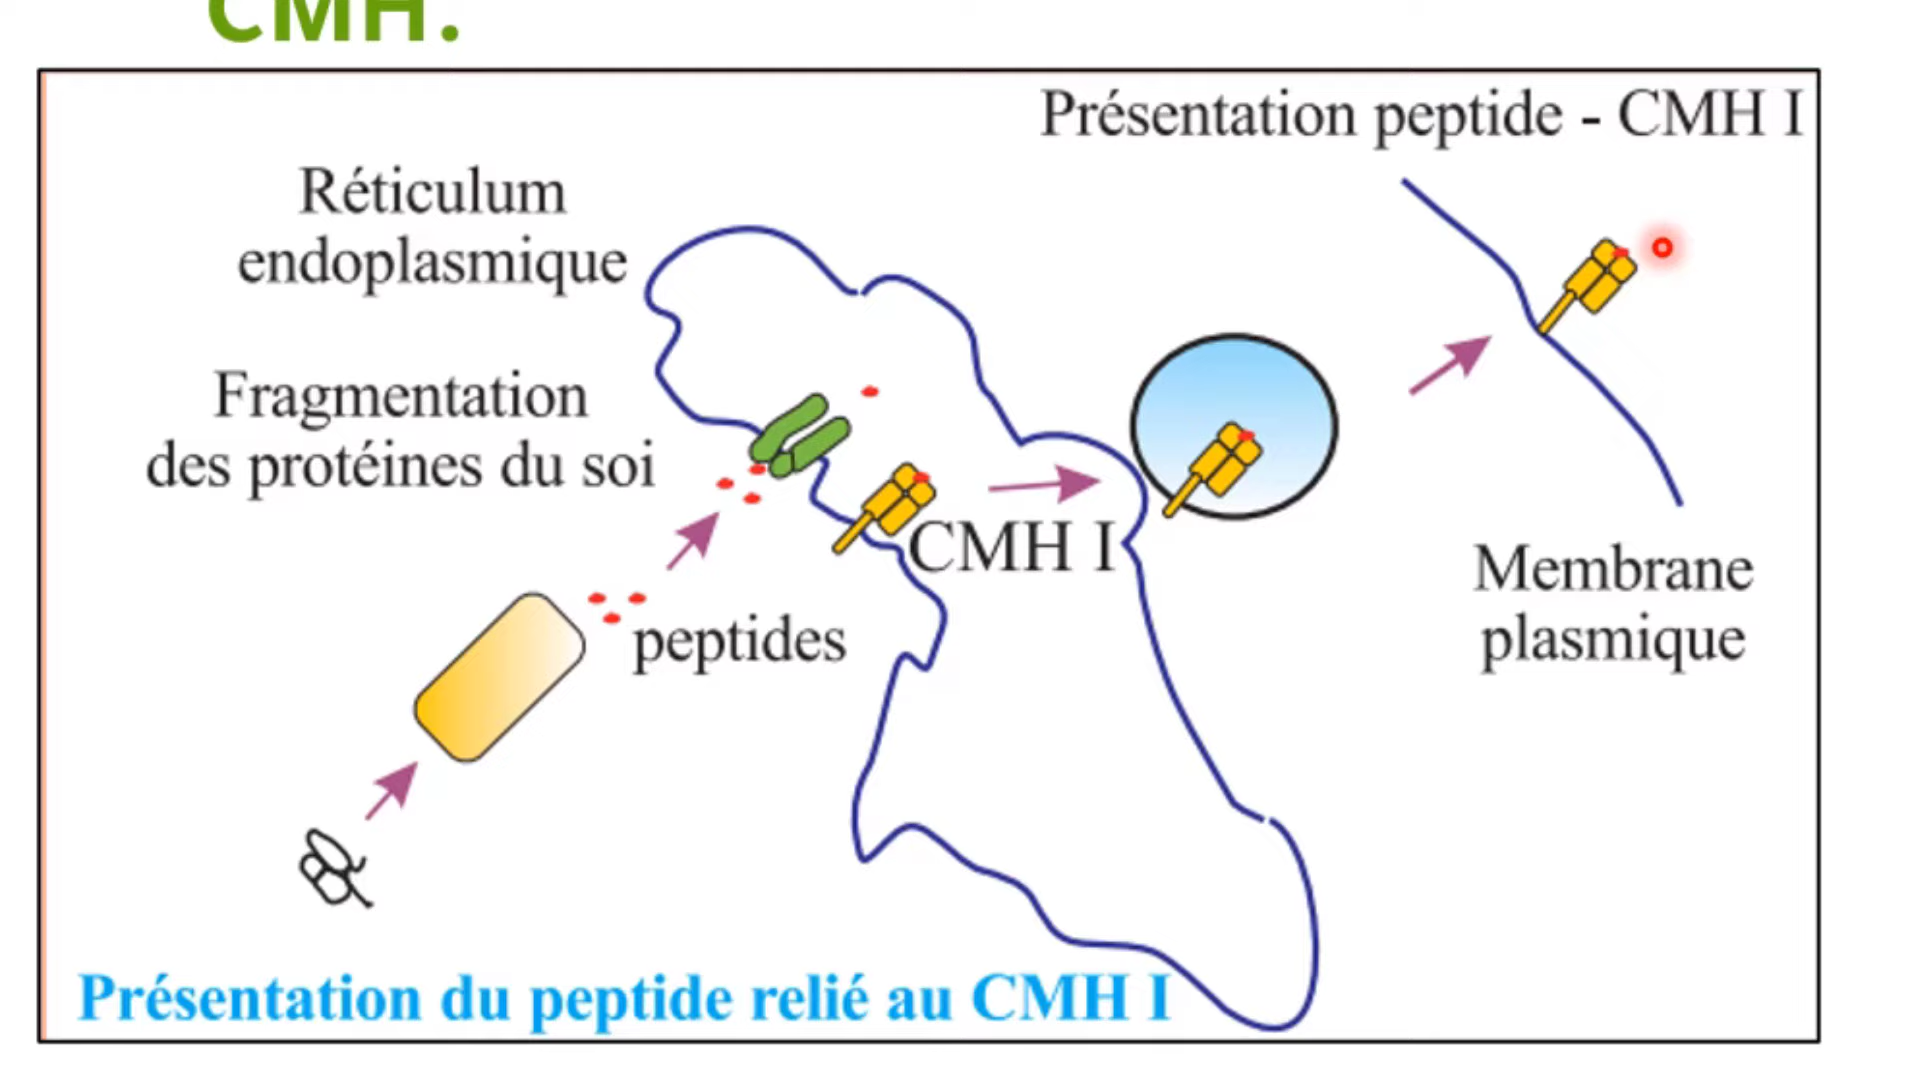 CMH.
Présentation peptide - CMH I
Réticulum
endoplasmique
Fragmentation
des protéines du soi
CMH I
peptides
Membrane
plasmique
Présentation du peptide relié au CMH I